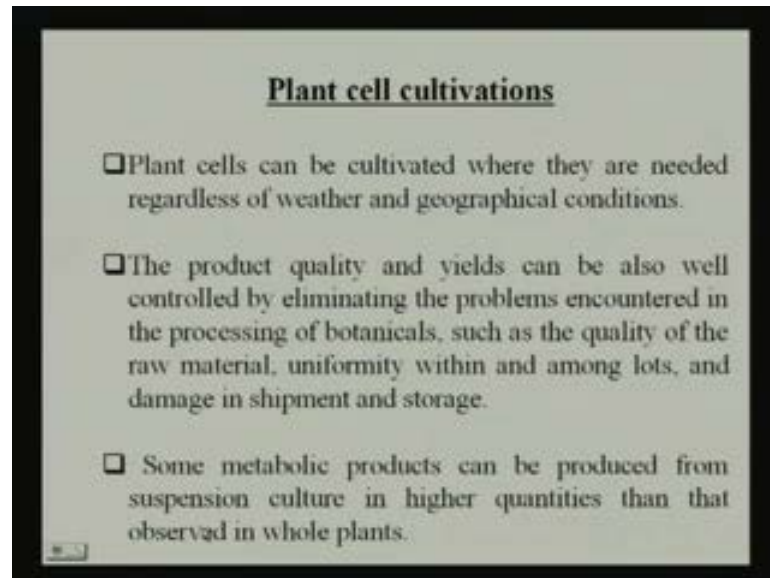 Plant cell cultivations
❑Plant cells can be cultivated where they are needed
regardless of weather and geographical conditions.
❑The product quality and yields can be also well
controlled by eliminating the problems encountered in
the processing of botanicals, such as the quality of the
raw material, uniformity within and among lots, and
damage in shipment and storage.
❑ Some metabolic products can be produced from
suspension culture in higher quantities than that
observed in whole plants.